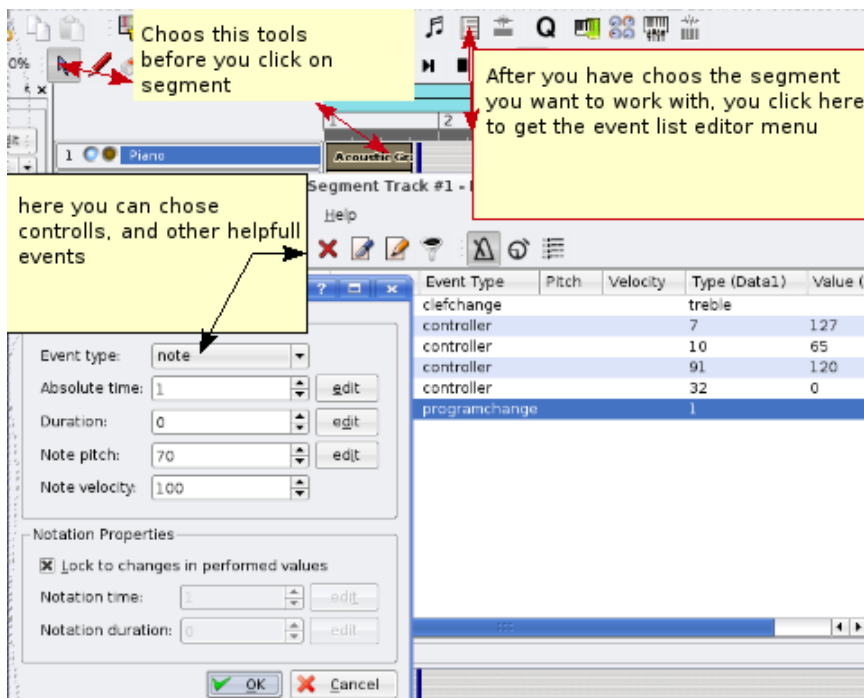 Choos this tools
before you click on
segment
Q
0%
After you have choos the segment
you want to work with, you click here
to get the event list editor menu
2
1 Piano
Acoustic Gr
here you can chose
controlls, and other helpfull
events
Segment Track #1 -
Help
Event Type Pitch Velocity Type (Data1) Value (
clefchange treble
controller 7 127
controller 10 65
controller 91 120
controller 32 0
programchange 1
Event type: note
Absolute time: 1 edit
Duration: 0 edit
Note pitch: 70 edit
Note velocity: 100
Notation Properties
Lock to changes in performed values
Notation time: 1 edit
Notation duration: 0 edit
OK Cancel